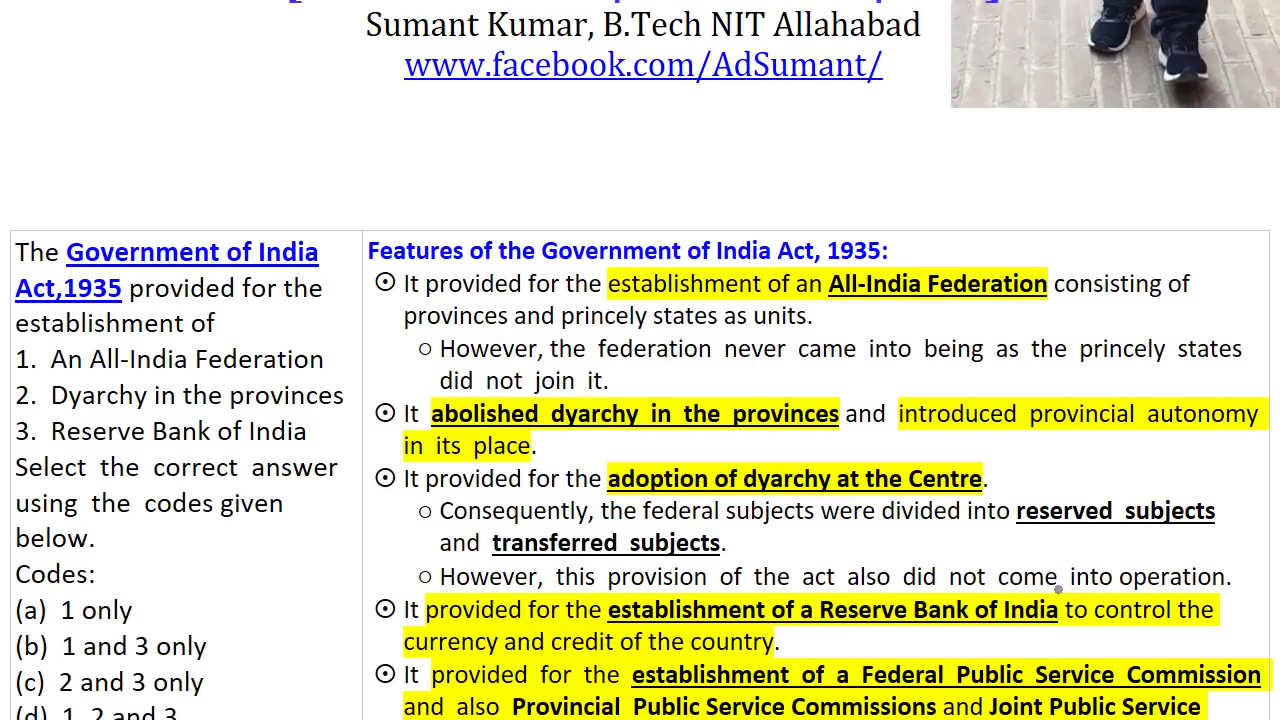 Sumant Kumar, B.Tech NIT Allahabad
www.facebook.com/AdSumant/
The Government of India
Act,1935 provided for the
establishment of
1. An All-India Federation
2. Dyarchy in the provinces
3. Reserve Bank of India
Select the correct answer
using the codes given
below.
Codes:
(a) 1 only
(b) 1 and 3 only
(c) 2 and 3 only
(d) 1, 2 and 3
Features of the Government of India Act, 1935:
☉ It provided for the establishment of an All-India Federation consisting of
provinces and princely states as units.
○ However, the federation never came into being as the princely states
did not join it.
☉ It abolished dyarchy in the provinces and introduced provincial autonomy
in its place.
☉ It provided for the adoption of dyarchy at the Centre.
○ Consequently, the federal subjects were divided into reserved subjects
and transferred subjects.
○ However, this provision of the act also did not come into operation.
☉ It provided for the establishment of a Reserve Bank of India to control the
currency and credit of the country.
☉ It provided for the establishment of a Federal Public Service Commission
and also Provincial Public Service Commissions and Joint Public Service